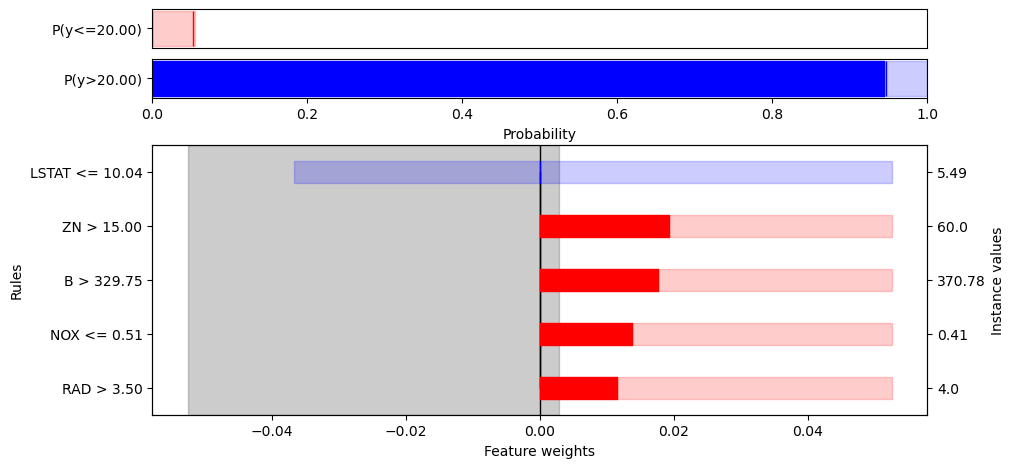 P(y<=20.00)
P(y>20.00)
0.0 0.2 0.4 0.6 0.8 1.0
Probability
LSTAT <= 10.04 5.49
ZN > 15.00 60.0
B > 329.75 370.78
NOX <= 0.51 0.41
RAD > 3.50 4.0
Rules
Instance values
−0.04 −0.02 0.00 0.02 0.04
Feature weights